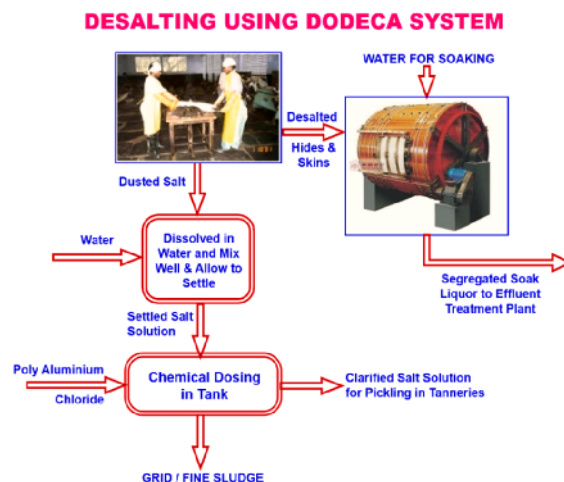 DESALTING USING DODECA SYSTEM
WATER FOR SOAKING
Desalted
Hides &
Skins
Dusted Salt
Water
Dissolved in
Water and Mix
Well & Allow to
Settle
Segregated Soak
Liquor to Effluent
Treatment Plant
Settled Salt
Solution
Poly Aluminium
Chloride
Chemical Dosing
in Tank
Clarified Salt Solution
for Pickling in Tanneries
GRID / FINE SLUDGE